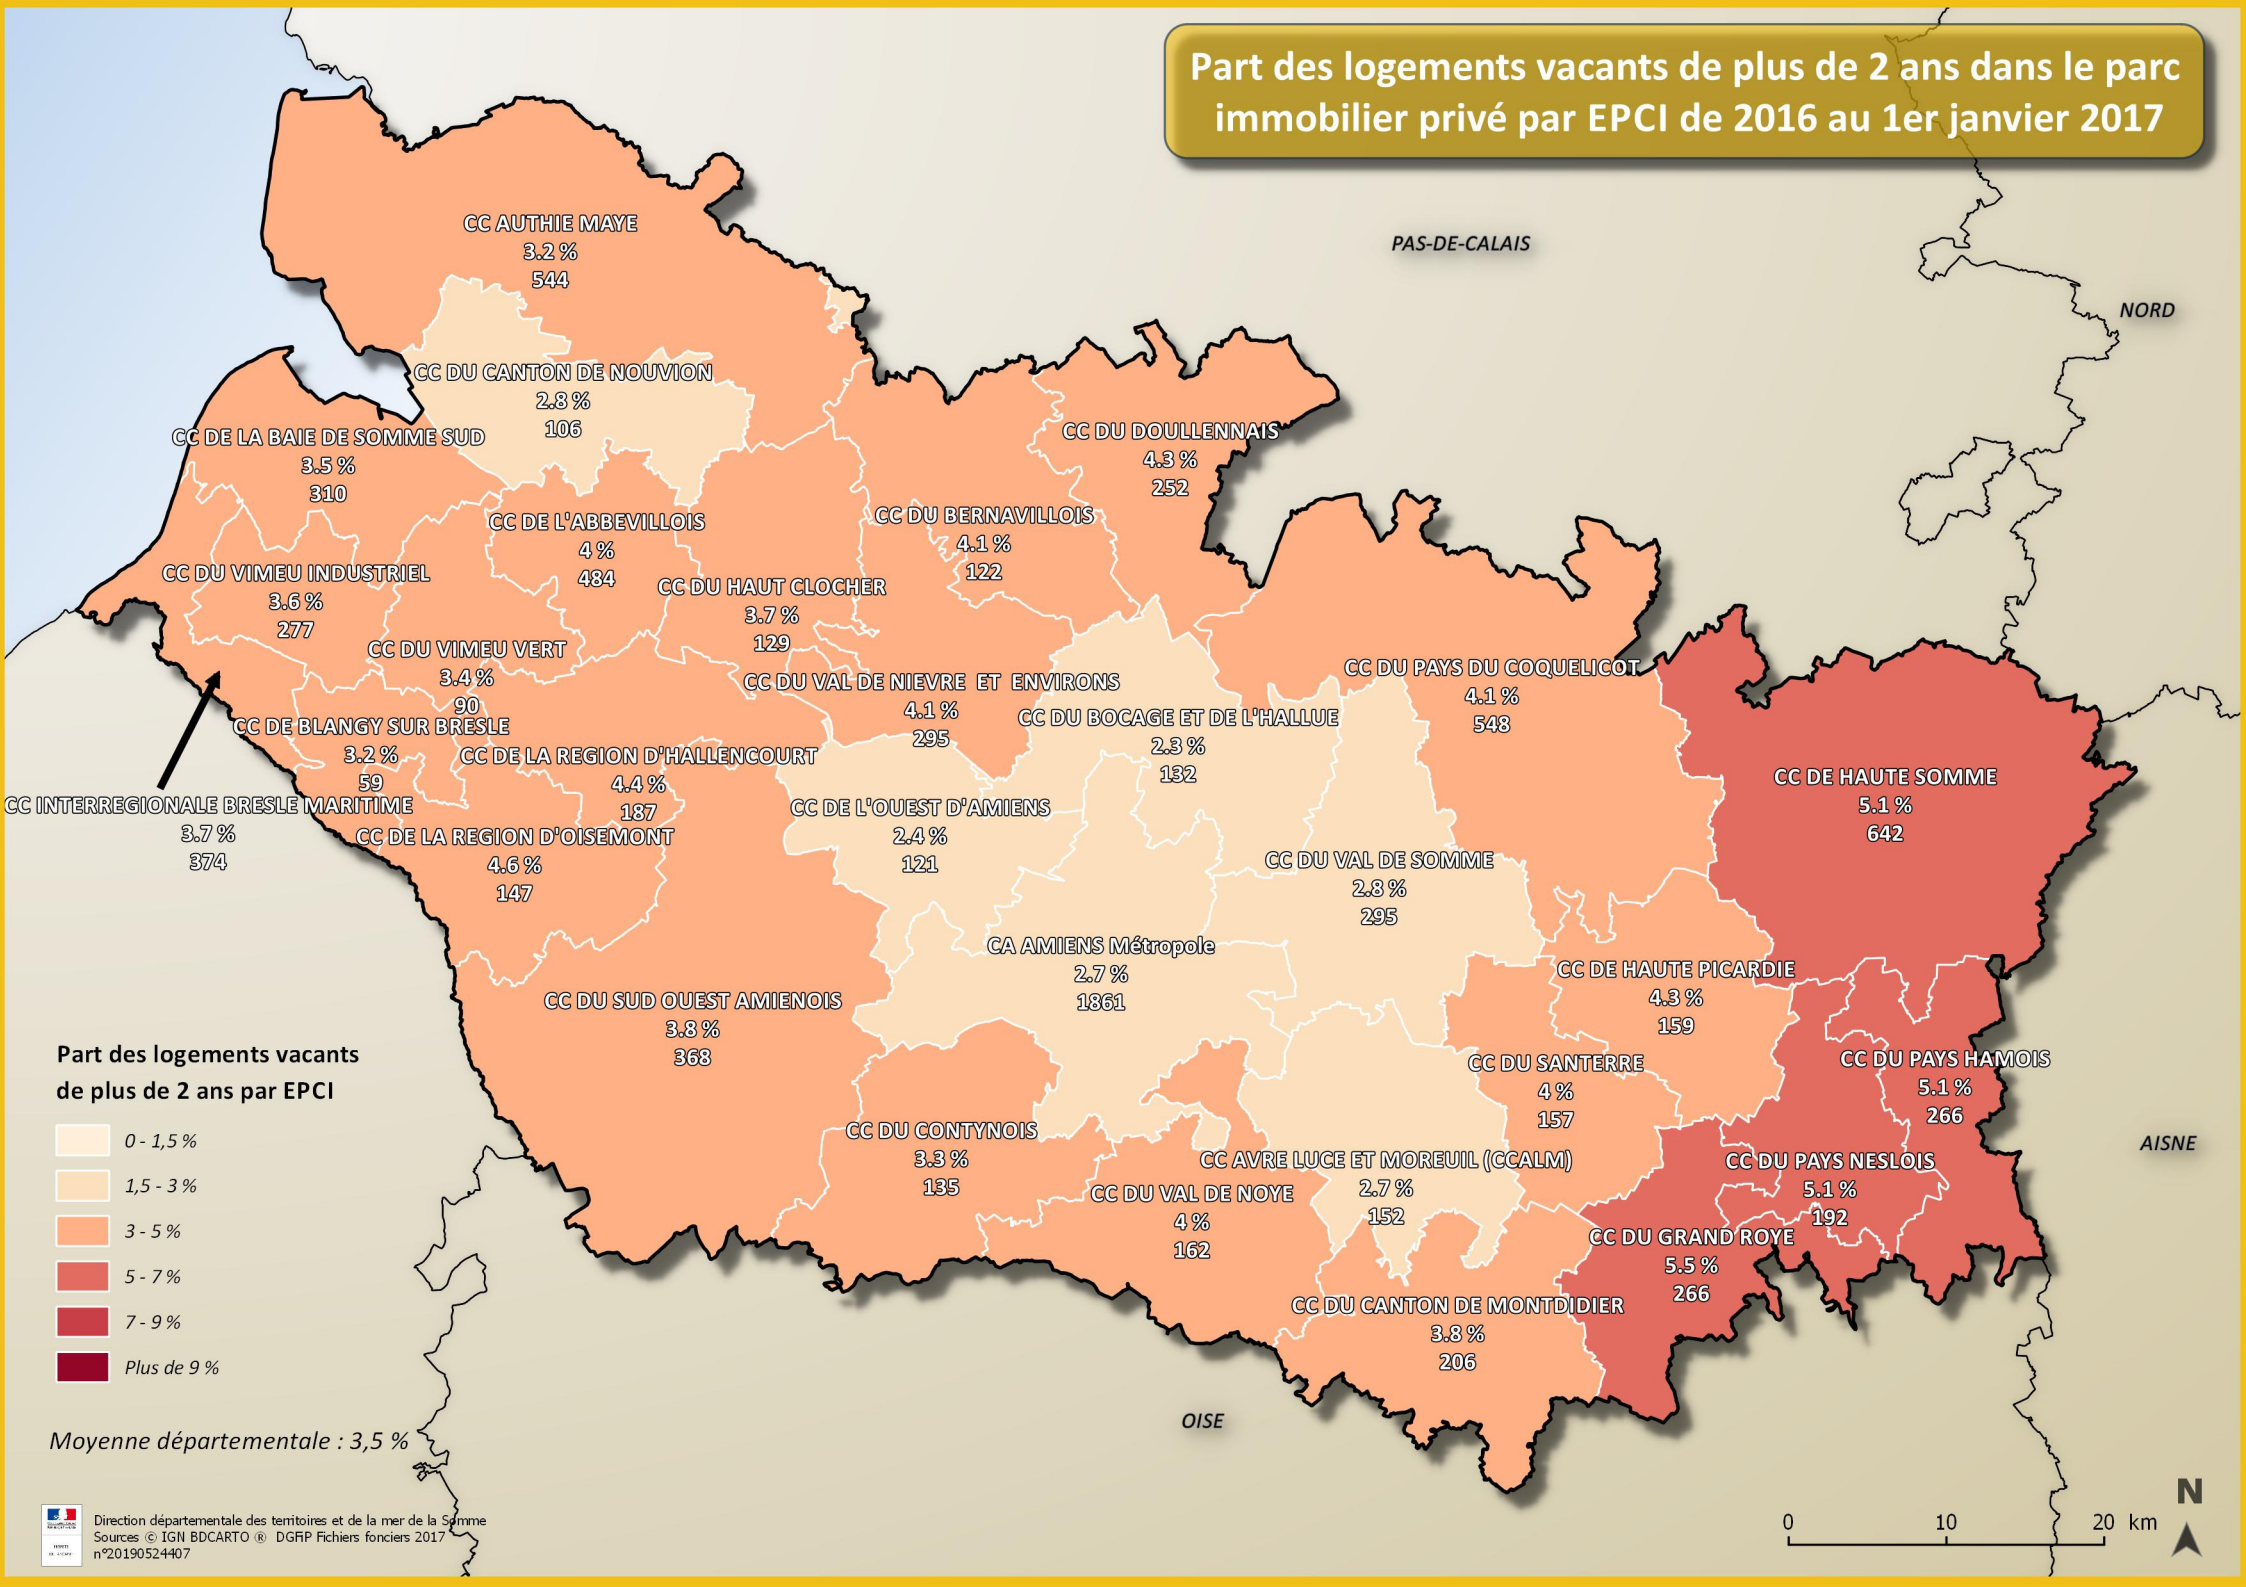 Part des logements vacants de plus de 2 ans dans le parc
immobilier privé par EPCI de 2016 au 1er janvier 2017
PAS-DE-CALAIS
NORD
AISNE
OISE
CC AUTHIE MAYE
3.2 %
544
CC DU CANTON DE NOUVION
2.8 %
106
CC DE LA BAIE DE SOMME SUD
3.5 %
310
CC DU DOULLENNAIS
4.3 %
252
CC DE L'ABBEVILLOIS
4 %
484
CC DU BERNAVILLOIS
4.1 %
122
CC DU VIMEU INDUSTRIEL
3.6 %
277
CC DU HAUT CLOCHER
3.7 %
129
CC DU VIMEU VERT
3.4 %
90
CC DU VAL DE NIEVRE ET ENVIRONS
4.1 %
295
CC DU PAYS DU COQUELICOT
4.1 %
548
CC DU BOCAGE ET DE L'HALLUE
2.3 %
132
CC DE BLANGY SUR BRESLE
3.2 %
59
CC DE LA REGION D'HALLENCOURT
4.4 %
187
CC DE HAUTE SOMME
5.1 %
642
CC INTERREGIONALE BRESLE MARITIME
3.7 %
374
CC DE L'OUEST D'AMIENS
2.4 %
121
CC DE LA REGION D'OISEMONT
4.6 %
147
CC DU VAL DE SOMME
2.8 %
295
CA AMIENS Métropole
2.7 %
1861
CC DE HAUTE PICARDIE
4.3 %
159
CC DU SUD OUEST AMIENOIS
3.8 %
368
CC DU SANTERRE
4 %
157
CC DU PAYS HAMOIS
5.1 %
266
CC DU CONTYNOIS
3.3 %
135
CC AVRE LUCE ET MOREUIL (CCALM)
2.7 %
152
CC DU PAYS NESLOIS
5.1 %
192
CC DU VAL DE NOYE
4 %
162
CC DU GRAND ROYE
5.5 %
266
CC DU CANTON DE MONTDIDIER
3.8 %
206
Part des logements vacants
de plus de 2 ans par EPCI
0 - 1,5 %
1,5 - 3 %
3 - 5 %
5 - 7 %
7 - 9 %
Plus de 9 %
Moyenne départementale : 3,5 %
Direction départementale des territoires et de la mer de la Somme
Sources © IGN BDCARTO ® DGFiP Fichiers fonciers 2017
n°20190524407
N
0 10 20 km